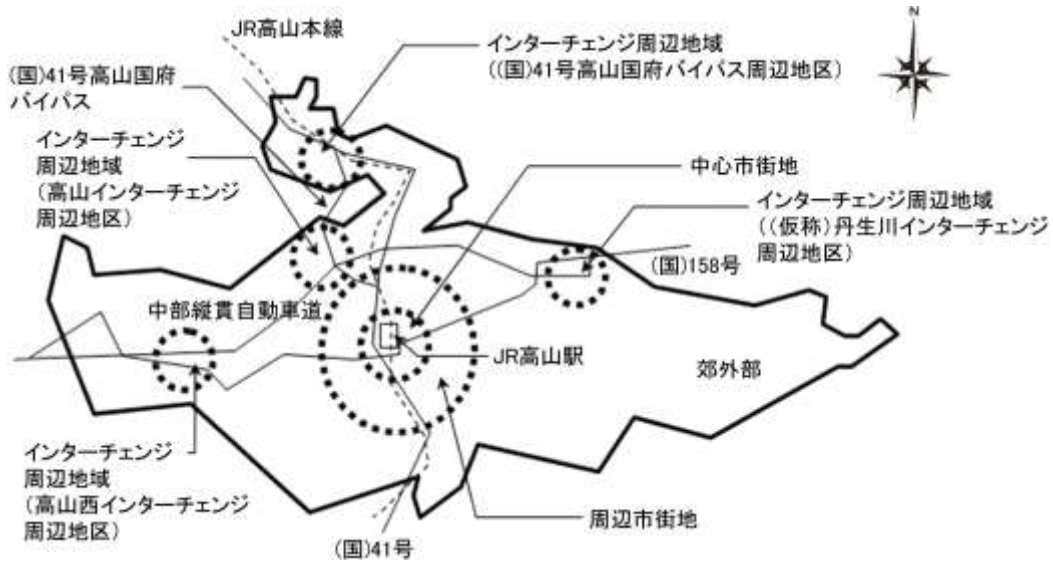 N
JR高山本線
インターチェンジ周辺地域
((国)41号高山国府バイパス周辺地区)
(国)41号高山国府
バイパス
インターチェンジ
周辺地域
(高山インターチェンジ
周辺地区)
中心市街地
インターチェンジ周辺地域
((仮称)丹生川インターチェンジ
周辺地区)
(国)158号
中部縦貫自動車道
JR高山駅
郊外部
インターチェンジ
周辺地域
(高山西インターチェンジ
周辺地区)
周辺市街地
(国)41号